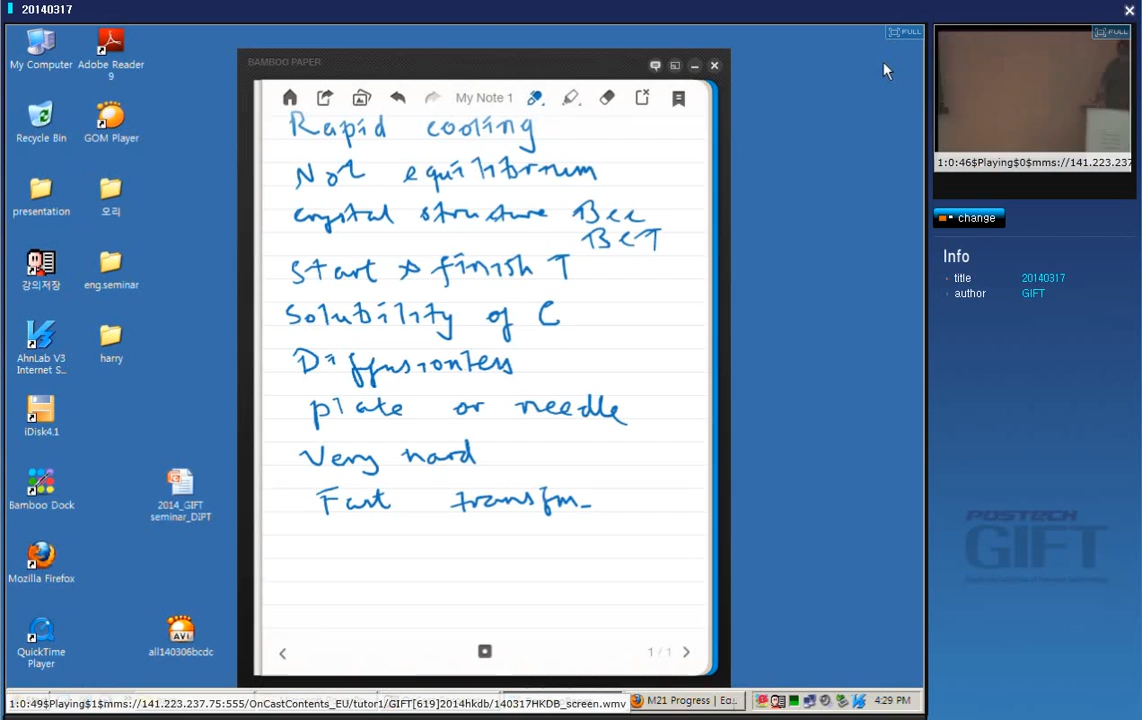 20140317
FULL
My Computer
Adobe Reader
9
Recycle Bin
GOM Player
presentation
오리
강의저장
eng.seminar
AhnLab V3
Internet S...
harry
iDisk4.1
Bamboo Dock
2014_GIFT
seminar_DiPT
Mozilla Firefox
QuickTime
Player
AVI
all140306bcdc
BAMBOO PAPER
My Note 1
Rapid cooling
Not equilibrium
crystal structure Bcc
BCT
Start & finish T
Solubility of C
Diffusionless
plate or needle
Very hard
Fast transfm_
1 / 1
1:0:49$Playing$1$mms://141.223.237.75:555/OnCastContents_EU/tutor1/GIFT[619]2014hkdb/140317HKDB_screen.wmv
M21 Progress | Ea...
4:29 PM
FULL
1:0:46$Playing$0$mms://141.223.
change
Info
title 20140317
author GIFT
POSTECH
GIFT